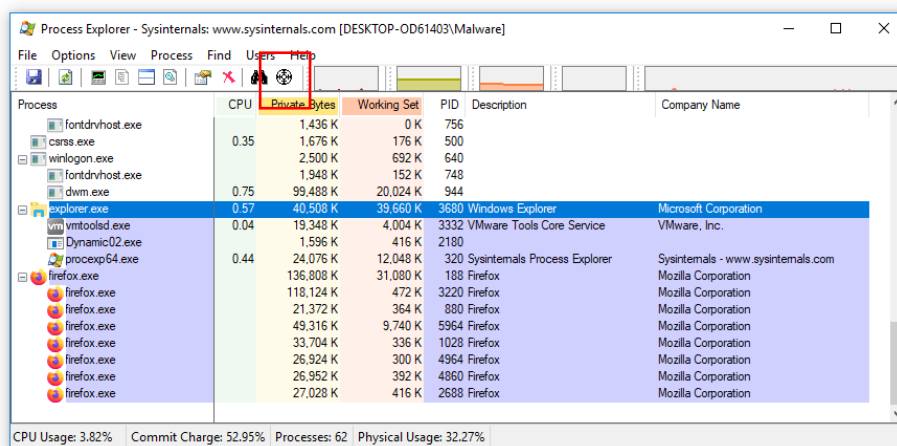 Process Explorer - Sysinternals: www.sysinternals.com [DESKTOP-OD61403\Malware]
File Options View Process Find Users Help
Process CPU Private Bytes Working Set PID Description Company Name
fontdrvhost.exe 1,436 K 0 K 756
csrss.exe 0.35 1,676 K 176 K 500
winlogon.exe 2,500 K 692 K 640
fontdrvhost.exe 1,948 K 152 K 748
dwm.exe 0.75 99,488 K 20,024 K 944
explorer.exe 0.57 40,508 K 39,660 K 3680 Windows Explorer Microsoft Corporation
vm vmtoolsd.exe 0.04 19,348 K 4,004 K 3332 VMware Tools Core Service VMware, Inc.
Dynamic02.exe 1,596 K 416 K 2180
procexp64.exe 0.44 24,076 K 12,048 K 320 Sysinternals Process Explorer Sysinternals - www.sysinternals.com
firefox.exe 136,808 K 31,080 K 188 Firefox Mozilla Corporation
firefox.exe 118,124 K 472 K 3220 Firefox Mozilla Corporation
firefox.exe 21,372 K 364 K 880 Firefox Mozilla Corporation
firefox.exe 49,316 K 9,740 K 5964 Firefox Mozilla Corporation
firefox.exe 33,704 K 336 K 1028 Firefox Mozilla Corporation
firefox.exe 26,924 K 300 K 4964 Firefox Mozilla Corporation
firefox.exe 26,952 K 392 K 4860 Firefox Mozilla Corporation
firefox.exe 27,028 K 416 K 2688 Firefox Mozilla Corporation
CPU Usage: 3.82% Commit Charge: 52.95% Processes: 62 Physical Usage: 32.27%